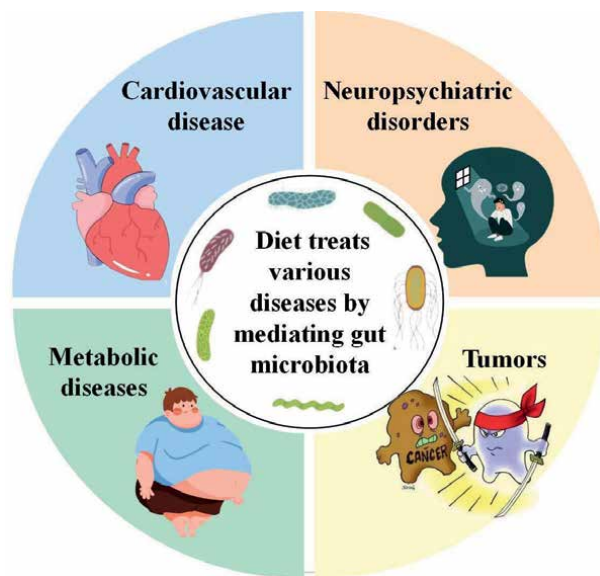 Cardiovascular
disease
Neuropsychiatric
disorders
Diet treats
various
diseases by
mediating gut
microbiota
Metabolic
diseases
Tumors
CANCER